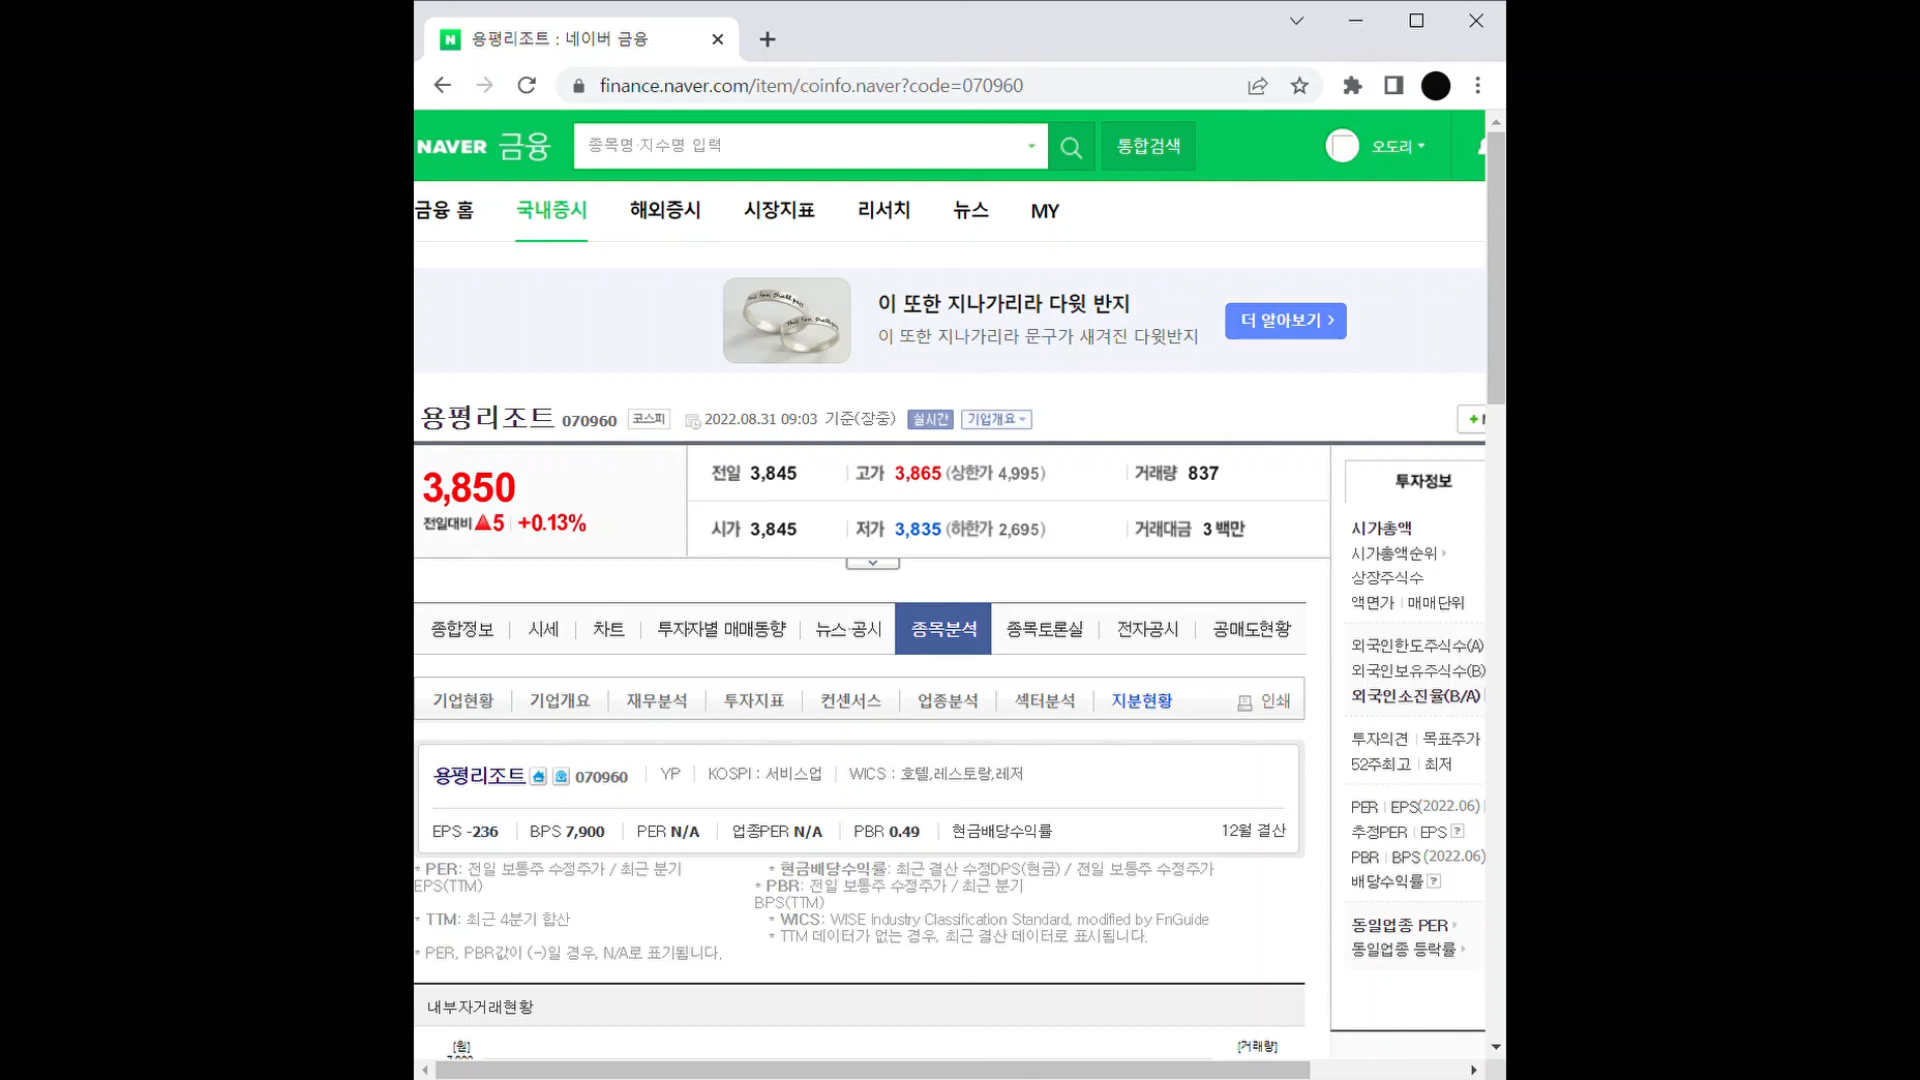 용평리조트 : 네이버 금융
finance.naver.com/item/coinfo.naver?code=070960
NAVER 금융 종목명·지수명 입력 통합검색 오도리
금융 홈 국내증시 해외증시 시장지표 리서치 뉴스 MY
이 또한 지나가리라 다윗 반지
이 또한 지나가리라 문구가 새겨진 다윗반지
더 알아보기
용평리조트 070960 코스피 2022.08.31 09:03 기준(장중) 실시간 기업개요
3,850
전일대비 ▲5 +0.13%
전일 3,845 고가 3,865 (상한가 4,995) 거래량 837
시가 3,845 저가 3,835 (하한가 2,695) 거래대금 3 백만
종합정보 시세 차트 투자자별 매매동향 뉴스·공시 종목분석 종목토론실 전자공시 공매도현황
기업현황 기업개요 재무분석 투자지표 컨센서스 업종분석 섹터분석 지분현황 인쇄
용평리조트 070960 YP KOSPI : 서비스업 WICS : 호텔,레스토랑,레저
EPS -236 BPS 7,900 PER N/A 업종PER N/A PBR 0.49 현금배당수익률 12월 결산
* PER: 전일 보통주 수정주가 / 최근 분기
EPS(TTM)
* TTM: 최근 4분기 합산
* PER, PBR값이 (-)일 경우, N/A로 표기됩니다.
* 현금배당수익률: 최근 결산 수정DPS(현금) / 전일 보통주 수정주가
* PBR: 전일 보통주 수정주가 / 최근 분기
BPS(TTM)
* WICS: WISE Industry Classification Standard, modified by FnGuide
* TTM 데이터가 없는 경우, 최근 결산 데이터로 표시됩니다.
내부자거래현황
[원] [거래량]
투자정보
시가총액
시가총액순위
상장주식수
액면가 매매단위
외국인한도주식수(A)
외국인보유주식수(B)
외국인소진율(B/A)
투자의견 목표주가
52주최고 최저
PER EPS(2022.06)
추정PER EPS
PBR BPS (2022.06)
배당수익률
동일업종 PER
동일업종 등락률